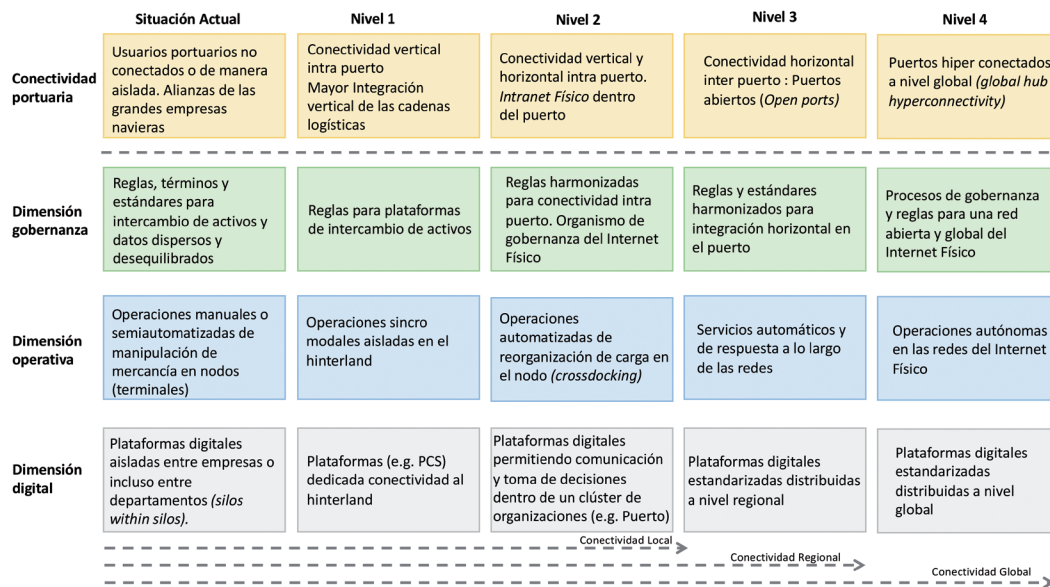 Situación Actual
Nivel 1
Nivel 2
Nivel 3
Nivel 4
Conectividad
portuaria
Usuarios portuarios no
conectados o de manera
aislada. Alianzas de las
grandes empresas
navieras
Conectividad vertical
intra puerto
Mayor Integración
vertical de las cadenas
logísticas
Conectividad vertical y
horizontal intra puerto.
Intranet Físico dentro
del puerto
Conectividad horizontal
inter puerto : Puertos
abiertos (Open ports)
Puertos hiper conectados
a nivel global (global hub
hyperconnectivity)
Dimensión
gobernanza
Reglas, términos y
estándares para
intercambio de activos y
datos dispersos y
desequilibrados
Reglas para plataformas
de intercambio de activos
Reglas harmonizadas
para conectividad intra
puerto. Organismo de
gobernanza del Internet
Físico
Reglas y estándares
harmonizados para
integración horizontal en
el puerto
Procesos de gobernanza
y reglas para una red
abierta y global del
Internet Físico
Dimensión
operativa
Operaciones manuales o
semiautomatizadas de
manipulación de
mercancía en nodos
(terminales)
Operaciones sincro
modales aisladas en el
hinterland
Operaciones
automatizadas de
reorganización de carga en
el nodo (crossdocking)
Servicios automáticos y
de respuesta a lo largo
de las redes
Operaciones autónomas
en las redes del Internet
Físico
Dimensión
digital
Plataformas digitales
aisladas entre empresas o
incluso entre
departamentos (silos
within silos).
Plataformas (e.g. PCS)
dedicada conectividad al
hinterland
Plataformas digitales
permitiendo comunicación
y toma de decisiones
dentro de un clúster de
organizaciones (e.g. Puerto)
Plataformas digitales
estandarizadas distribuidas
a nivel regional
Plataformas digitales
estandarizadas
distribuidas a nivel
global
Conectividad Local
Conectividad Regional
Conectividad Global